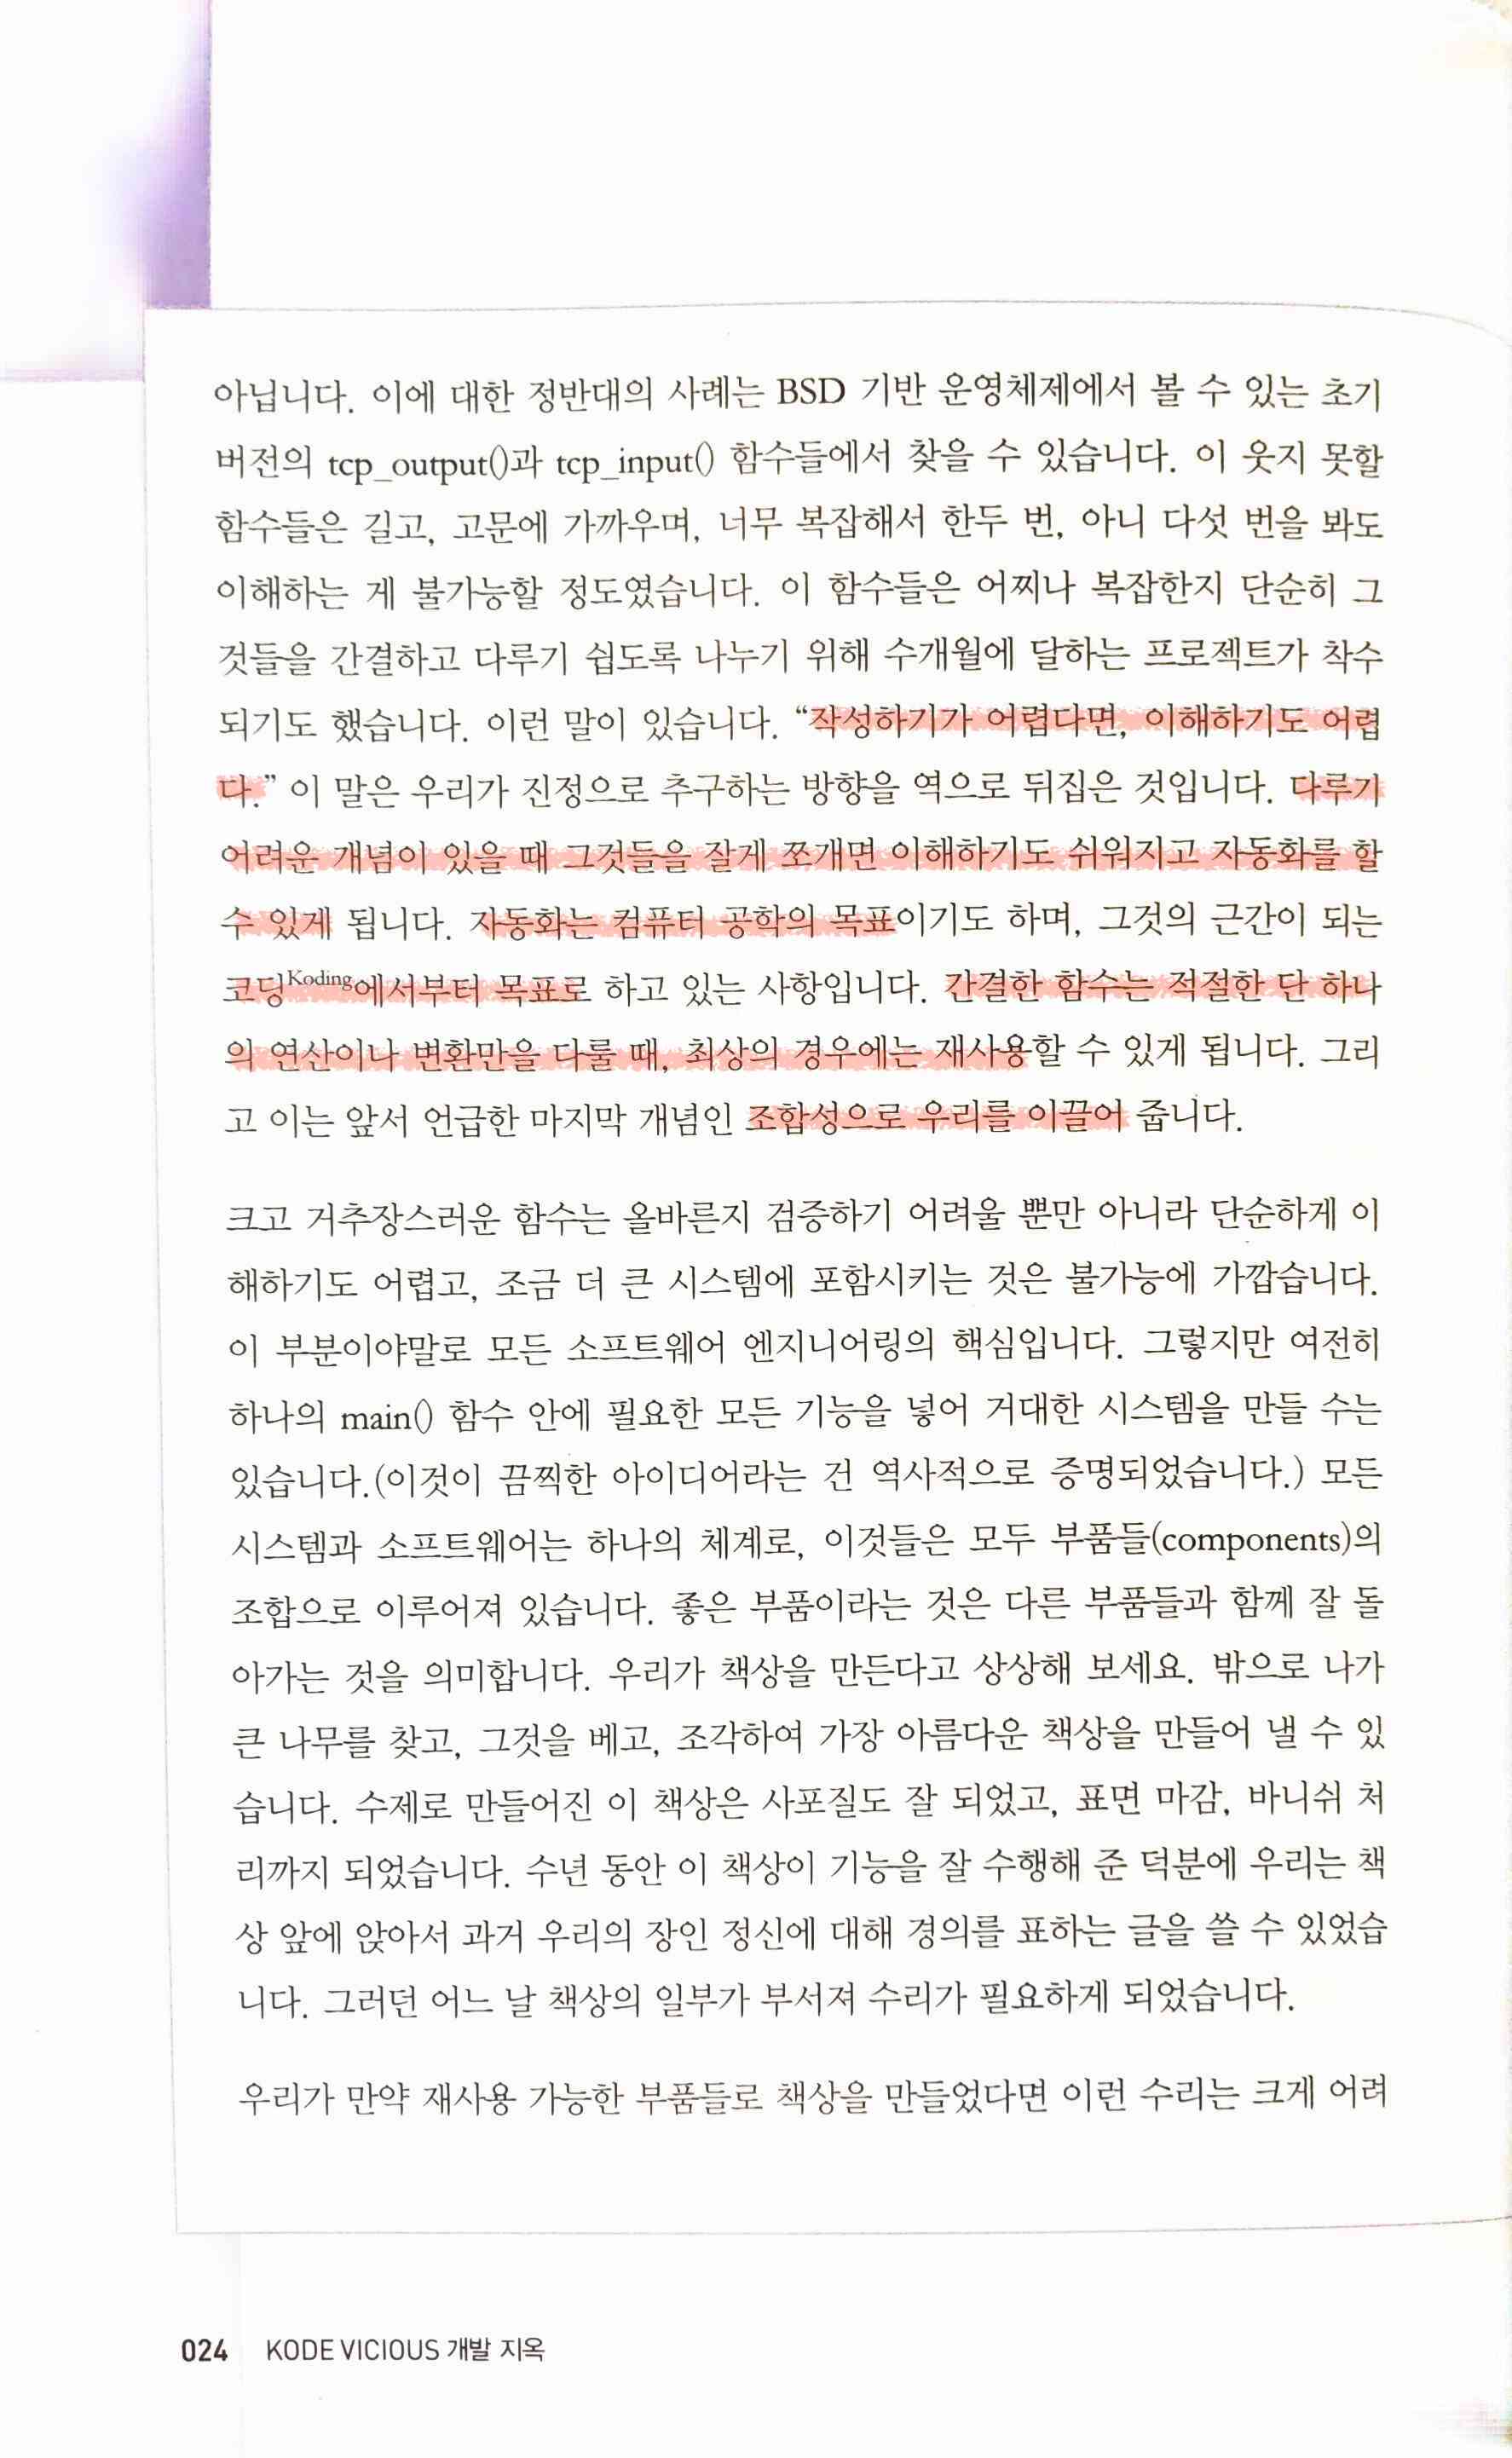 아닙니다. 이에 대한 정반대의 사례는 BSD 기반 운영체제에서 볼 수 있는 초기
버전의 tcp_output()과 tcp_input() 함수들에서 찾을 수 있습니다. 이 웃지 못할
함수들은 길고, 고문에 가까우며, 너무 복잡해서 한두 번, 아니 다섯 번을 봐도
이해하는 게 불가능할 정도였습니다. 이 함수들은 어찌나 복잡한지 단순히 그
것들을 간결하고 다루기 쉽도록 나누기 위해 수개월에 달하는 프로젝트가 착수
되기도 했습니다. 이런 말이 있습니다. “작성하기가 어렵다면, 이해하기도 어렵
다.” 이 말은 우리가 진정으로 추구하는 방향을 역으로 뒤집은 것입니다. 다루기
어려운 개념이 있을 때 그것들을 잘게 쪼개면 이해하기도 쉬워지고 자동화를 할
수 있게 됩니다. 자동화는 컴퓨터 공학의 목표이기도 하며, 그것의 근간이 되는
코딩Koding에서부터 목표로 하고 있는 사항입니다. 간결한 함수는 적절한 단 하나
의 연산이나 변환만을 다룰 때, 최상의 경우에는 재사용할 수 있게 됩니다. 그리
고 이는 앞서 언급한 마지막 개념인 조합성으로 우리를 이끌어 줍니다.
크고 거추장스러운 함수는 올바른지 검증하기 어려울 뿐만 아니라 단순하게 이
해하기도 어렵고, 조금 더 큰 시스템에 포함시키는 것은 불가능에 가깝습니다.
이 부분이야말로 모든 소프트웨어 엔지니어링의 핵심입니다. 그렇지만 여전히
하나의 main() 함수 안에 필요한 모든 기능을 넣어 거대한 시스템을 만들 수는
있습니다.(이것이 끔찍한 아이디어라는 건 역사적으로 증명되었습니다.) 모든
시스템과 소프트웨어는 하나의 체계로, 이것들은 모두 부품들(components)의
조합으로 이루어져 있습니다. 좋은 부품이라는 것은 다른 부품들과 함께 잘 돌
아가는 것을 의미합니다. 우리가 책상을 만든다고 상상해 보세요. 밖으로 나가
큰 나무를 찾고, 그것을 베고, 조각하여 가장 아름다운 책상을 만들어 낼 수 있
습니다. 수제로 만들어진 이 책상은 사포질도 잘 되었고, 표면 마감, 바니쉬 처
리까지 되었습니다. 수년 동안 이 책상이 기능을 잘 수행해 준 덕분에 우리는 책
상 앞에 앉아서 과거 우리의 장인 정신에 대해 경의를 표하는 글을 쓸 수 있었습
니다. 그러던 어느 날 책상의 일부가 부서져 수리가 필요하게 되었습니다.
우리가 만약 재사용 가능한 부품들로 책상을 만들었다면 이런 수리는 크게 어려
024 KODE VICIOUS 개발 지옥